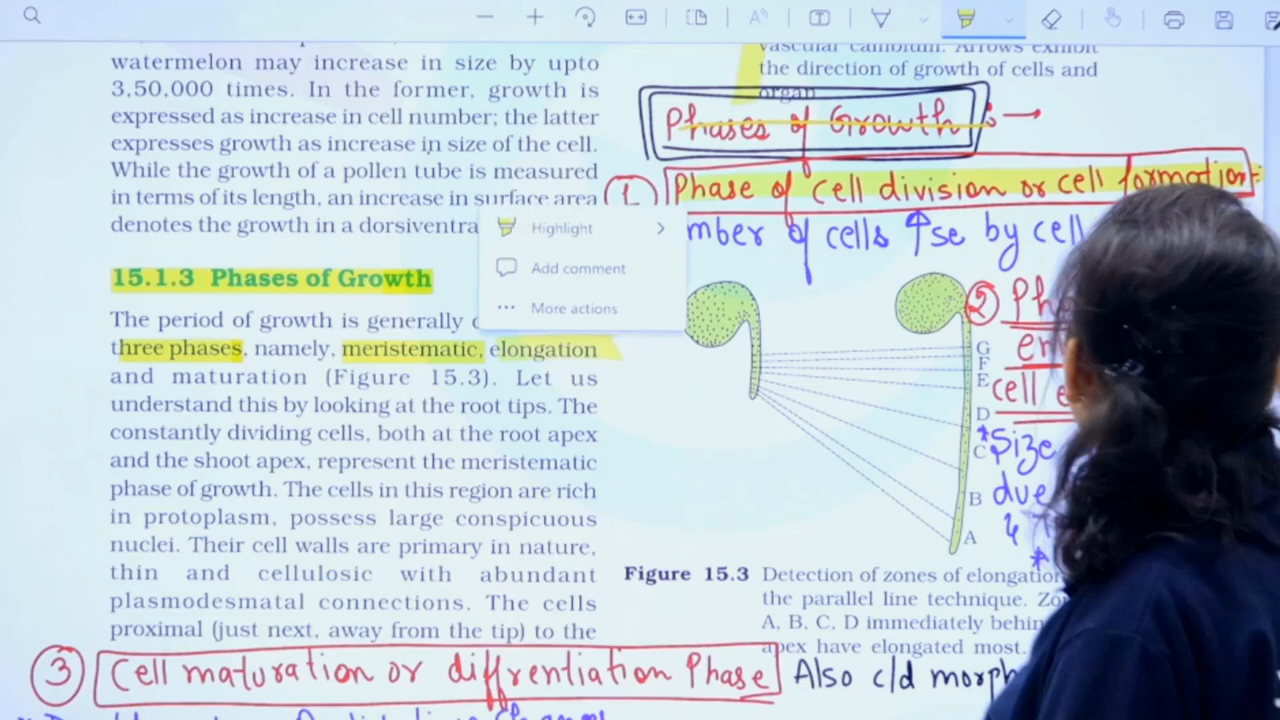 watermelon may increase in size by upto
3,50,000 times. In the former, growth is
expressed as increase in cell number; the latter
expresses growth as increase in size of the cell.
While the growth of a pollen tube is measured
in terms of its length, an increase in surface area
denotes the growth in a dorsiventra
15.1.3 Phases of Growth
The period of growth is generally
three phases, namely, meristematic, elongation
and maturation (Figure 15.3). Let us
understand this by looking at the root tips. The
constantly dividing cells, both at the root apex
and the shoot apex, represent the meristematic
phase of growth. The cells in this region are rich
in protoplasm, possess large conspicuous
nuclei. Their cell walls are primary in nature,
thin and cellulosic with abundant
plasmodesmatal connections. The cells
proximal (just next, away from the tip) to the
Highlight
Add comment
More actions
vascular cambium. Arrows exhibit
the direction of growth of cells and
organ
Phases of Growth :→
1 Phase of cell division or cell formation:
mber of cells ↑se by cell
2 Ph
en
cell e
*Size
due
G
F
E
D
C
B
A
Figure 15.3 Detection of zones of elongation
the parallel line technique. Zo
A, B, C, D immediately behin
apex have elongated most.
3 Cell maturation or diffrentiation Phase Also c/d morph